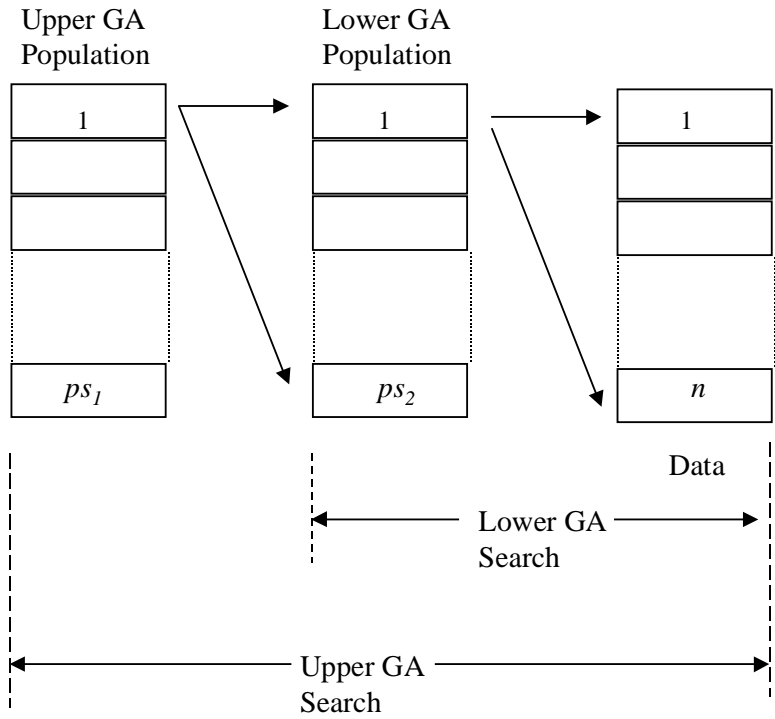 Upper GA
Population
Lower GA
Population
1
1
1
ps1
ps2
n
Data
Lower GA
Search
Upper GA
Search